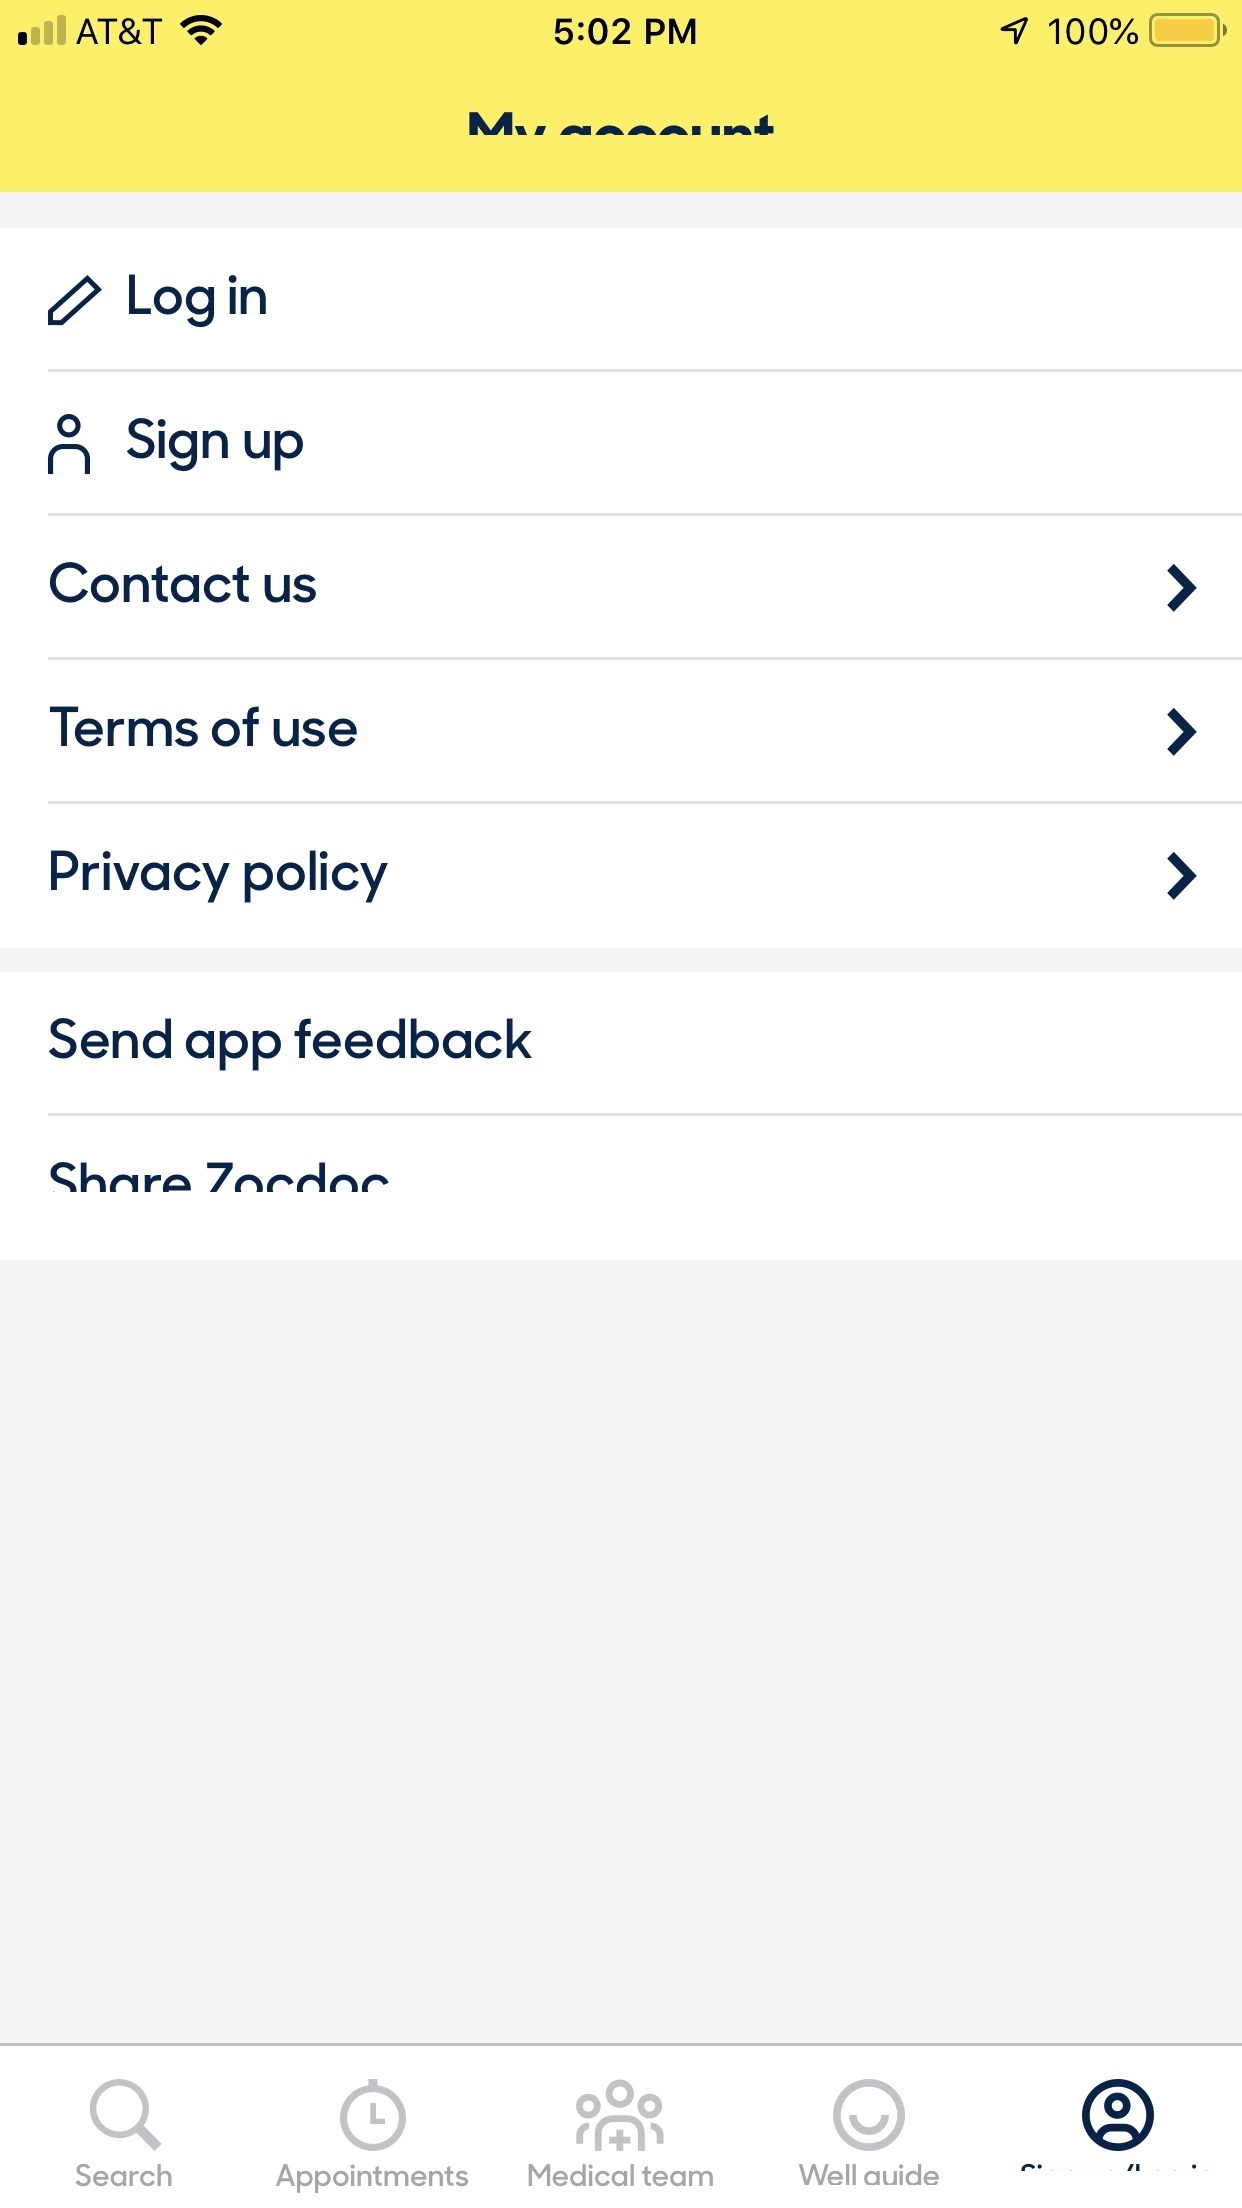 AT&T 5:02 PM 100%
My account
Log in
Sign up
Contact us
Terms of use
Privacy policy
Send app feedback
Share Zocdoc
Search Appointments Medical team Well guide